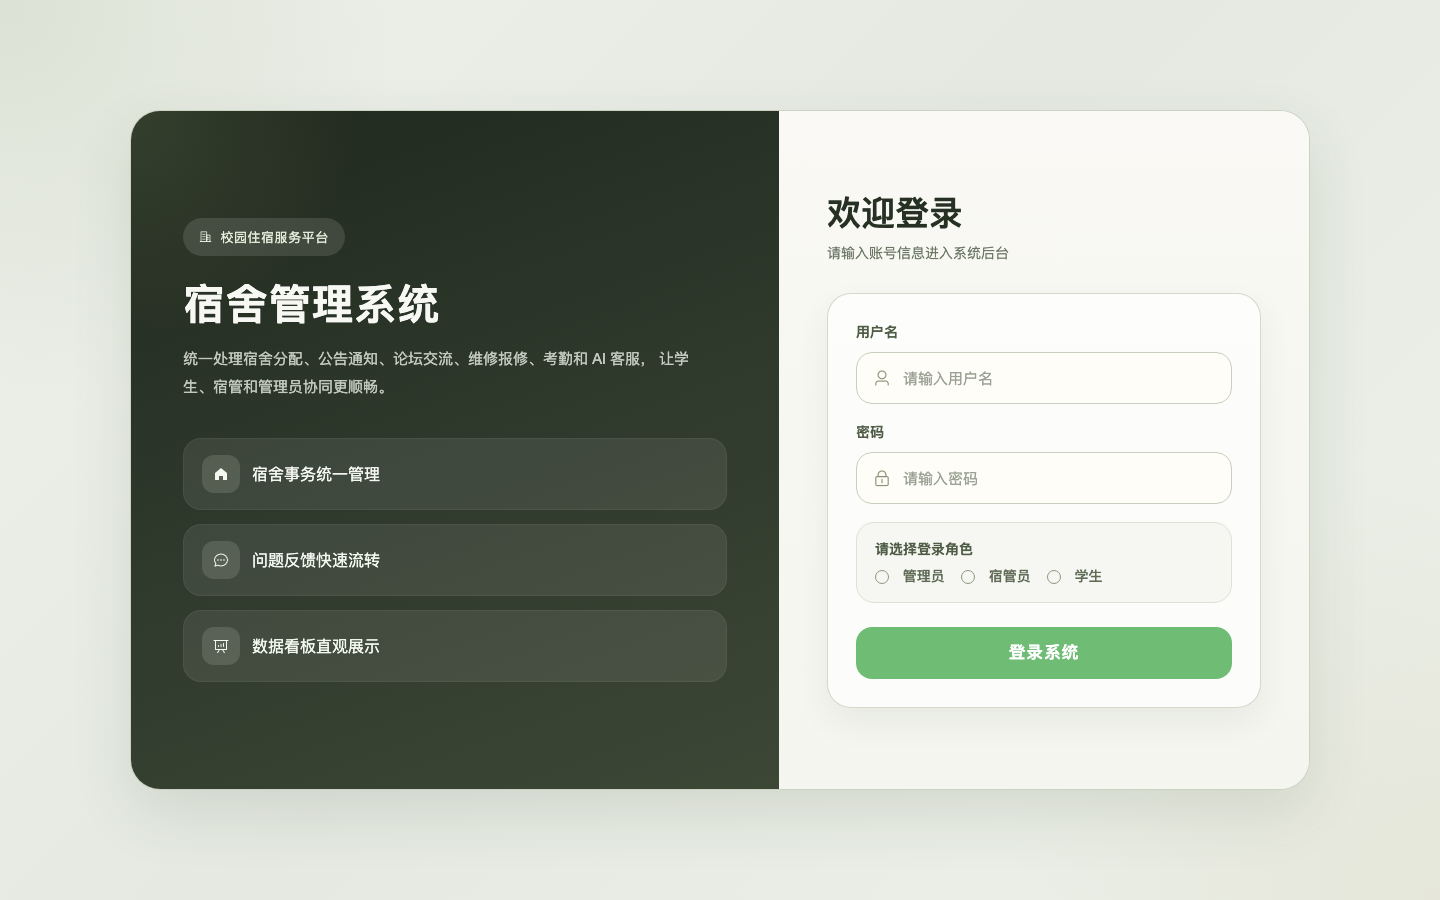 校园住宿服务平台
宿舍管理系统
统一处理宿舍分配、公告通知、论坛交流、维修报修、考勤和 AI 客服， 让学
生、宿管和管理员协同更顺畅。
宿舍事务统一管理
问题反馈快速流转
数据看板直观展示
欢迎登录
请输入账号信息进入系统后台
用户名
请输入用户名
密码
请输入密码
请选择登录角色
管理员 宿管员 学生
登录系统